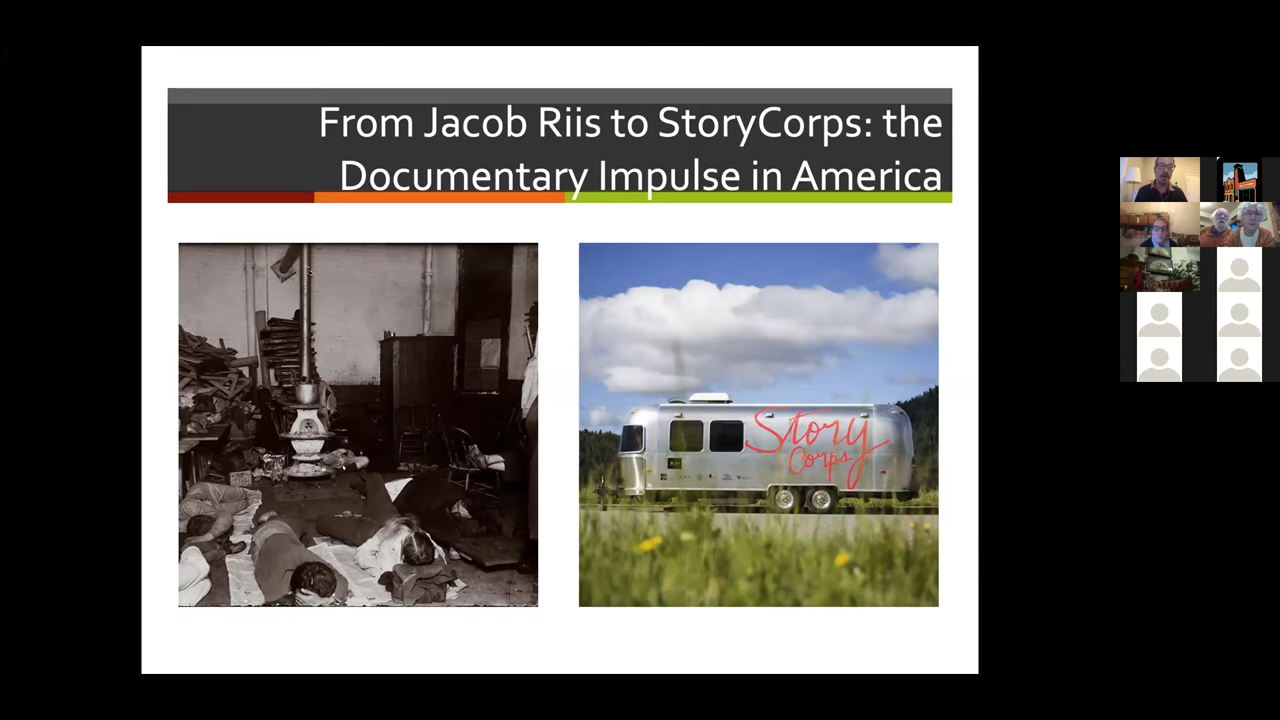 From Jacob Riis to StoryCorps: the
Documentary Impulse in America
Story
Corps